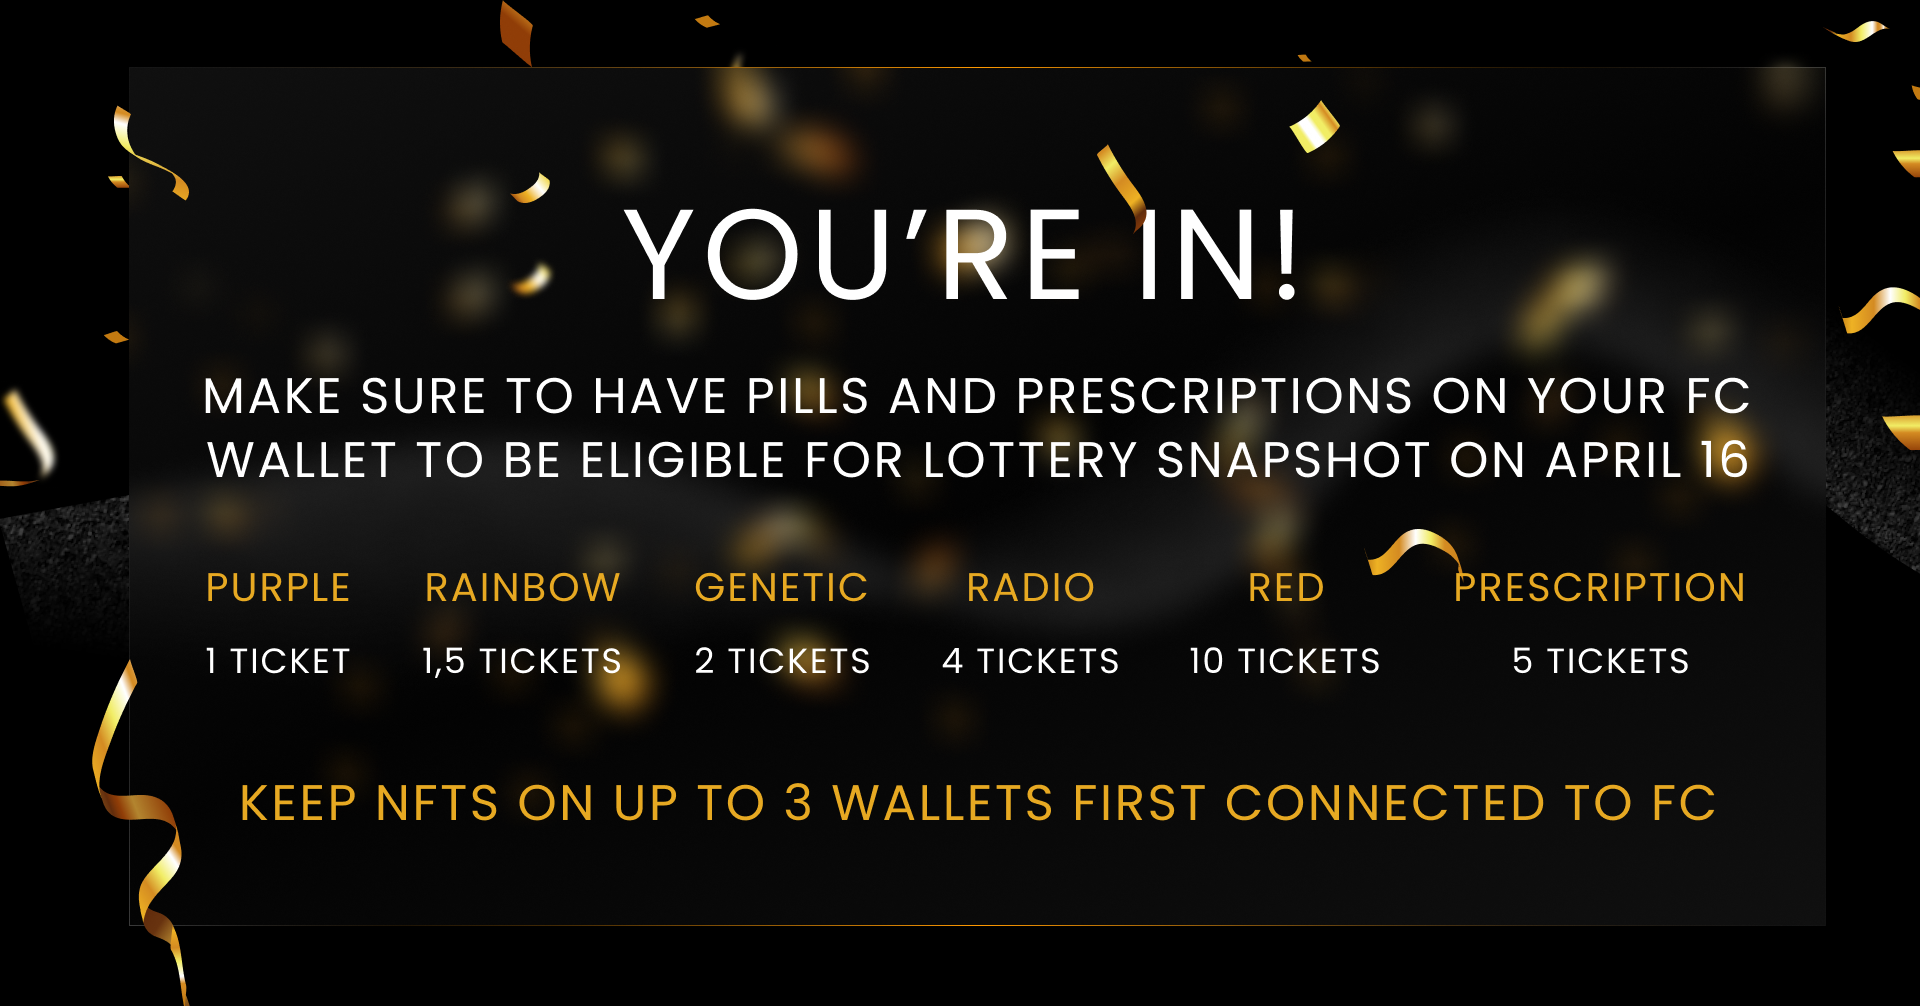 YOU’RE IN!
MAKE SURE TO HAVE PILLS AND PRESCRIPTIONS ON YOUR FC
WALLET TO BE ELIGIBLE FOR LOTTERY SNAPSHOT ON APRIL 16
PURPLE RAINBOW GENETIC RADIO RED PRESCRIPTION
1 TICKET 1,5 TICKETS 2 TICKETS 4 TICKETS 10 TICKETS 5 TICKETS
KEEP NFTS ON UP TO 3 WALLETS FIRST CONNECTED TO FC